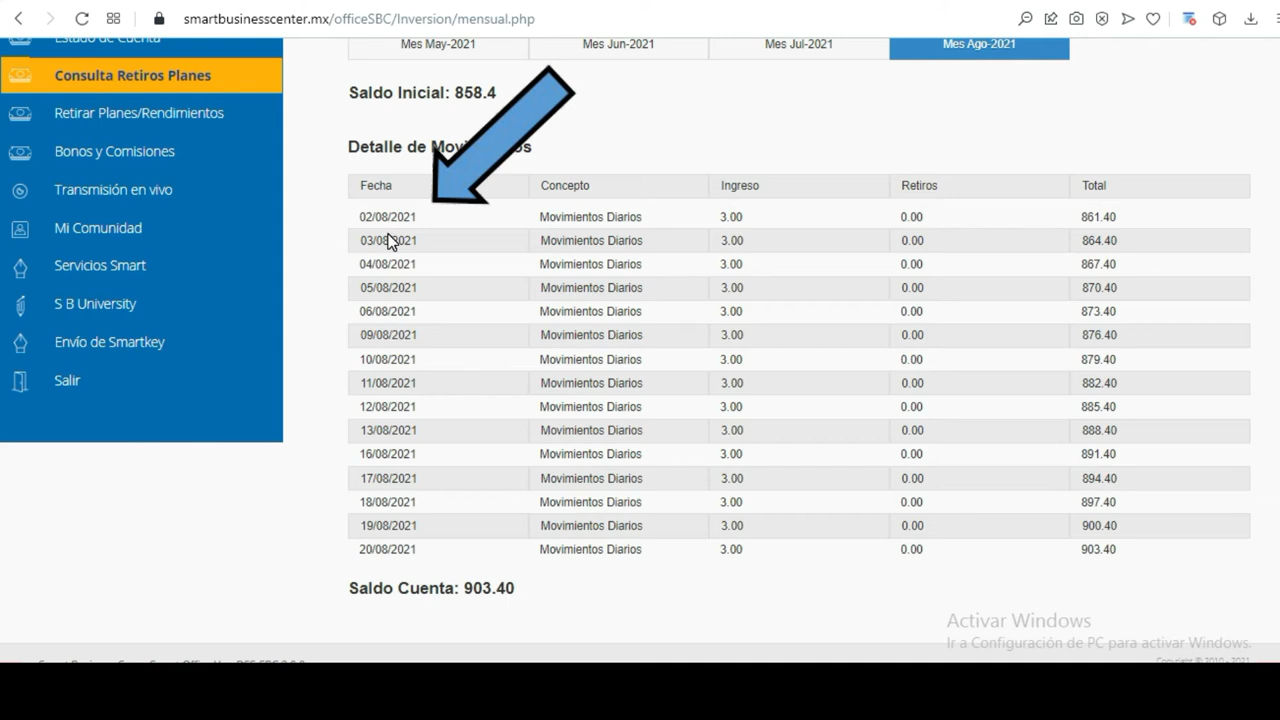 smartbusinesscenter.mx/officeSBC/Inversion/mensual.php
Estado de Cuenta
Consulta Retiros Planes
Retirar Planes/Rendimientos
Bonos y Comisiones
Transmisión en vivo
Mi Comunidad
Servicios Smart
S B University
Envío de Smartkey
Salir
Mes May-2021 Mes Jun-2021 Mes Jul-2021 Mes Ago-2021
Saldo Inicial: 858.4
Detalle de
Fecha Concepto Ingreso Retiros Total
02/08/2021 Movimientos Diarios 3.00 0.00 861.40
03/08/2021 Movimientos Diarios 3.00 0.00 864.40
04/08/2021 Movimientos Diarios 3.00 0.00 867.40
05/08/2021 Movimientos Diarios 3.00 0.00 870.40
06/08/2021 Movimientos Diarios 3.00 0.00 873.40
09/08/2021 Movimientos Diarios 3.00 0.00 876.40
10/08/2021 Movimientos Diarios 3.00 0.00 879.40
11/08/2021 Movimientos Diarios 3.00 0.00 882.40
12/08/2021 Movimientos Diarios 3.00 0.00 885.40
13/08/2021 Movimientos Diarios 3.00 0.00 888.40
16/08/2021 Movimientos Diarios 3.00 0.00 891.40
17/08/2021 Movimientos Diarios 3.00 0.00 894.40
18/08/2021 Movimientos Diarios 3.00 0.00 897.40
19/08/2021 Movimientos Diarios 3.00 0.00 900.40
20/08/2021 Movimientos Diarios 3.00 0.00 903.40
Saldo Cuenta: 903.40
Activar Windows
Ir a Configuración de PC para activar Windows.